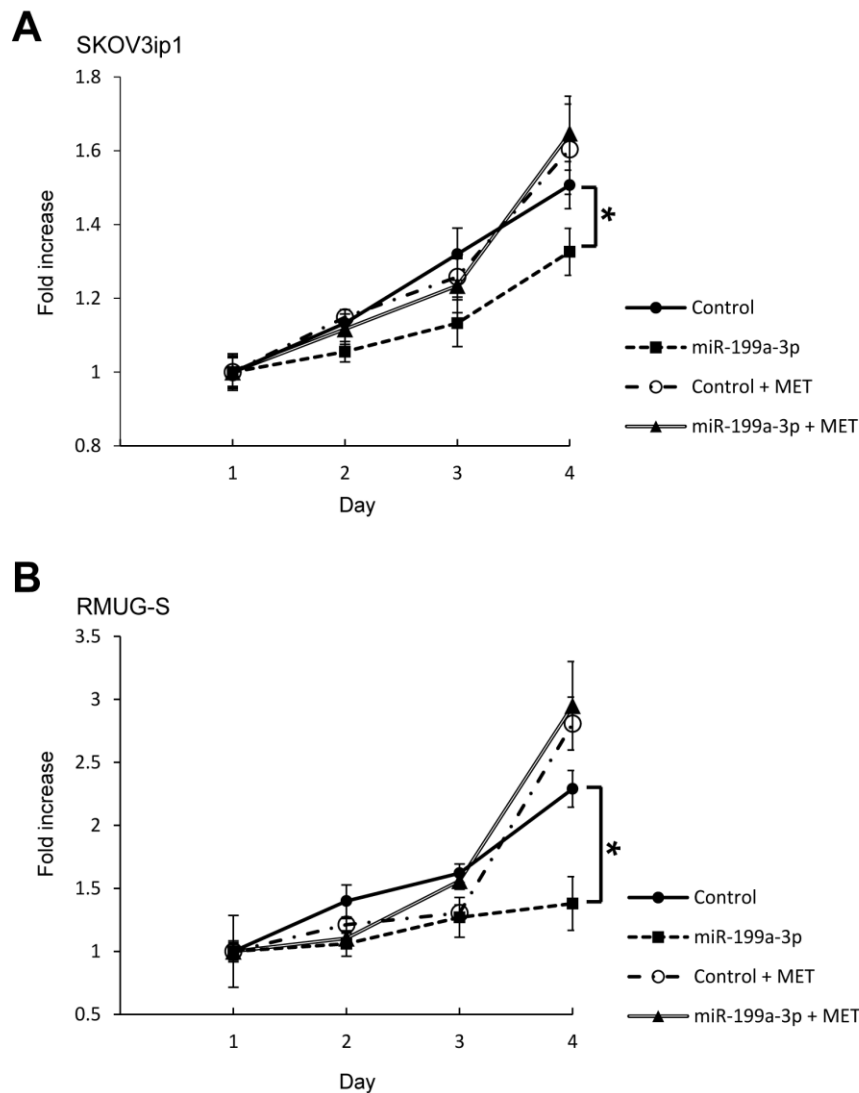 A
SKOV3ip1
1.8
1.6
1.4
1.2
1
0.8
Fold increase
1 2 3 4
Day
*
Control
miR-199a-3p
Control + MET
miR-199a-3p + MET
B
RMUG-S
3.5
3
2.5
2
1.5
1
0.5
Fold increase
1 2 3 4
Day
*
Control
miR-199a-3p
Control + MET
miR-199a-3p + MET